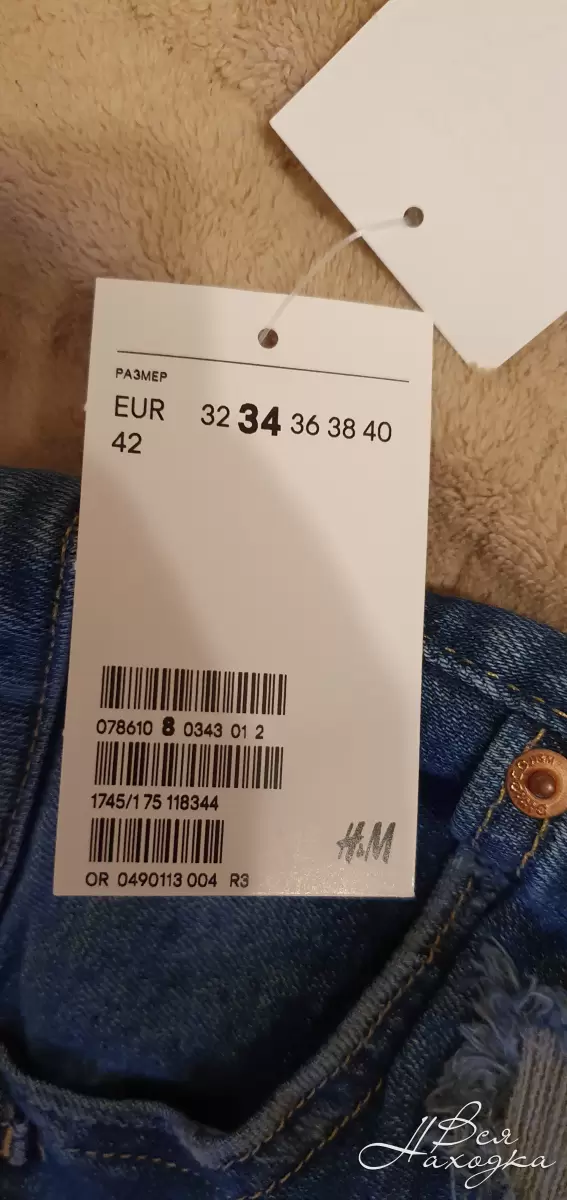 РАЗМЕР
EUR 32 34 36 38 40
42
078610 8 0343 01 2
1745/1 75 118344
H&M
OR 0490113 004 R3
Вся
Находка